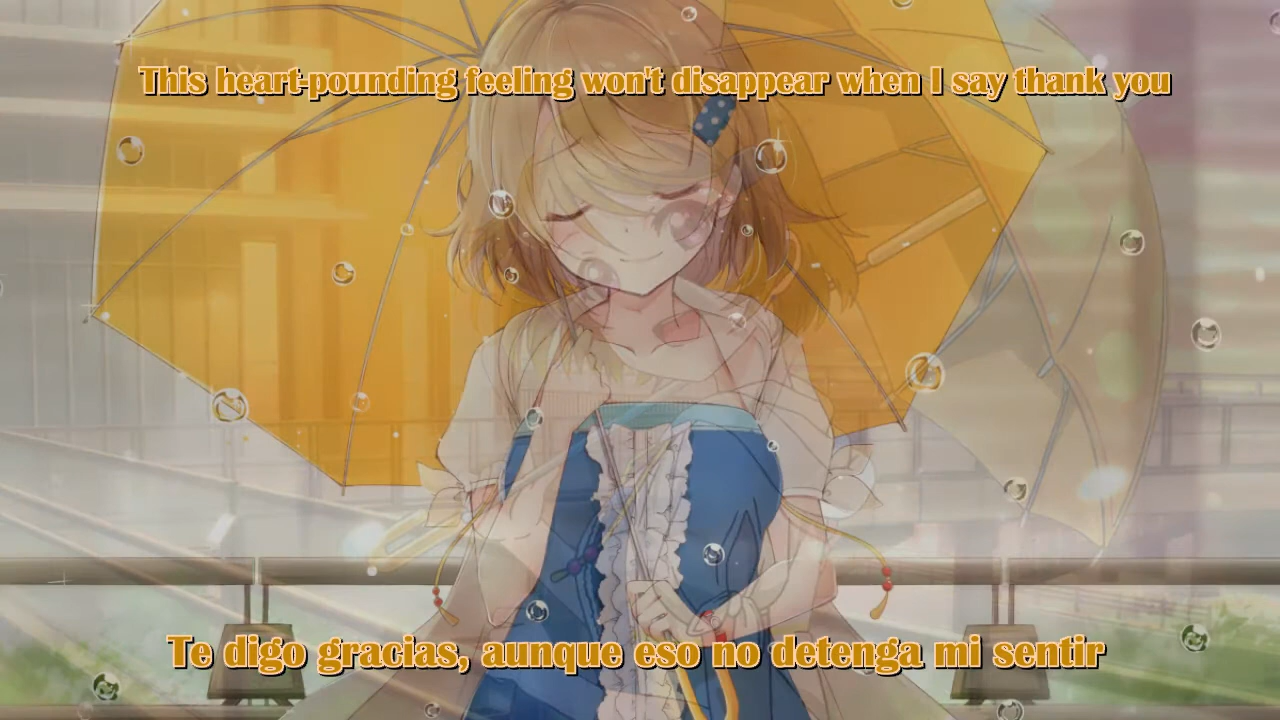 This heart-pounding feeling won't disappear when I say thank you
Te digo gracias, aunque eso no detenga mi sentir